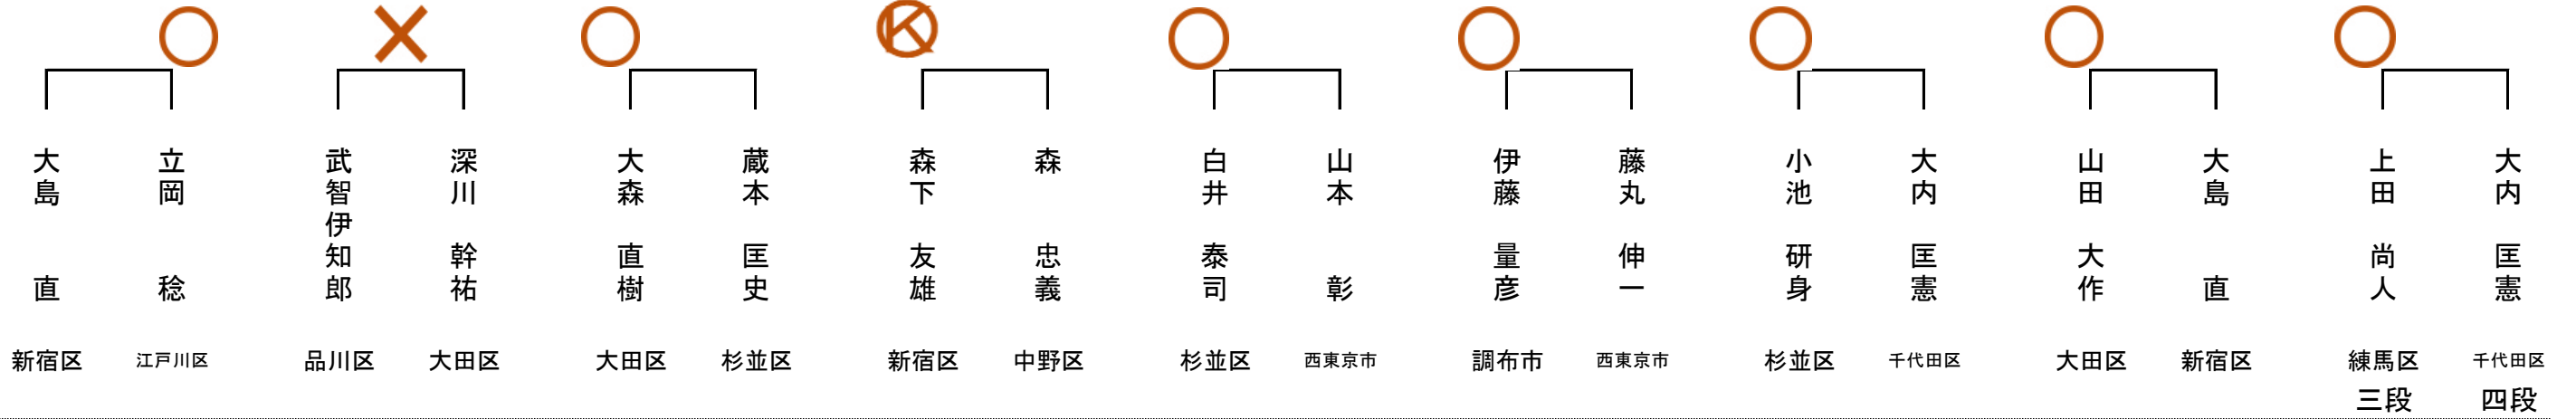 大島 直
立岡 稔
武智伊知郎
深川 幹祐
大森 直樹
蔵本 匡史
森下 友雄
森 忠義
白井 泰司
山本 彰
伊藤 量彦
藤丸 伸一
小池 研身
大内 匡憲
山田 大作
大島 直
上田 尚人
大内 匡憲
新宿区 江戸川区 品川区 大田区 大田区 杉並区 新宿区 中野区 杉並区 西東京市 調布市 西東京市 杉並区 千代田区 大田区 新宿区 練馬区 千代田区
三段 四段